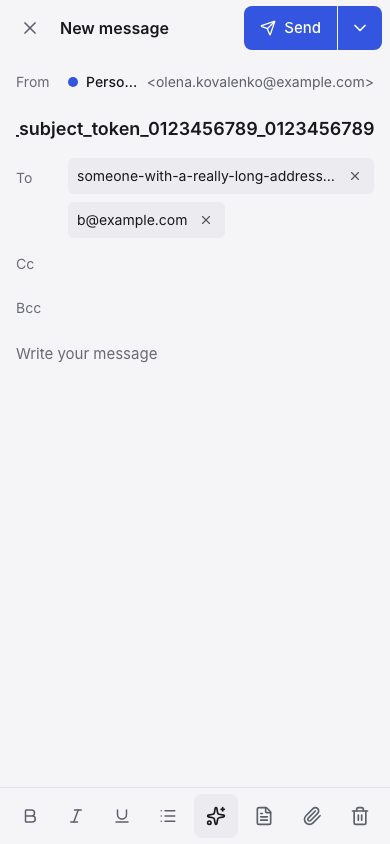 New message
Send
From Perso... <olena.kovalenko@example.com>
_subject_token_0123456789_0123456789
To someone-with-a-really-long-address...
b@example.com
Cc
Bcc
Write your message